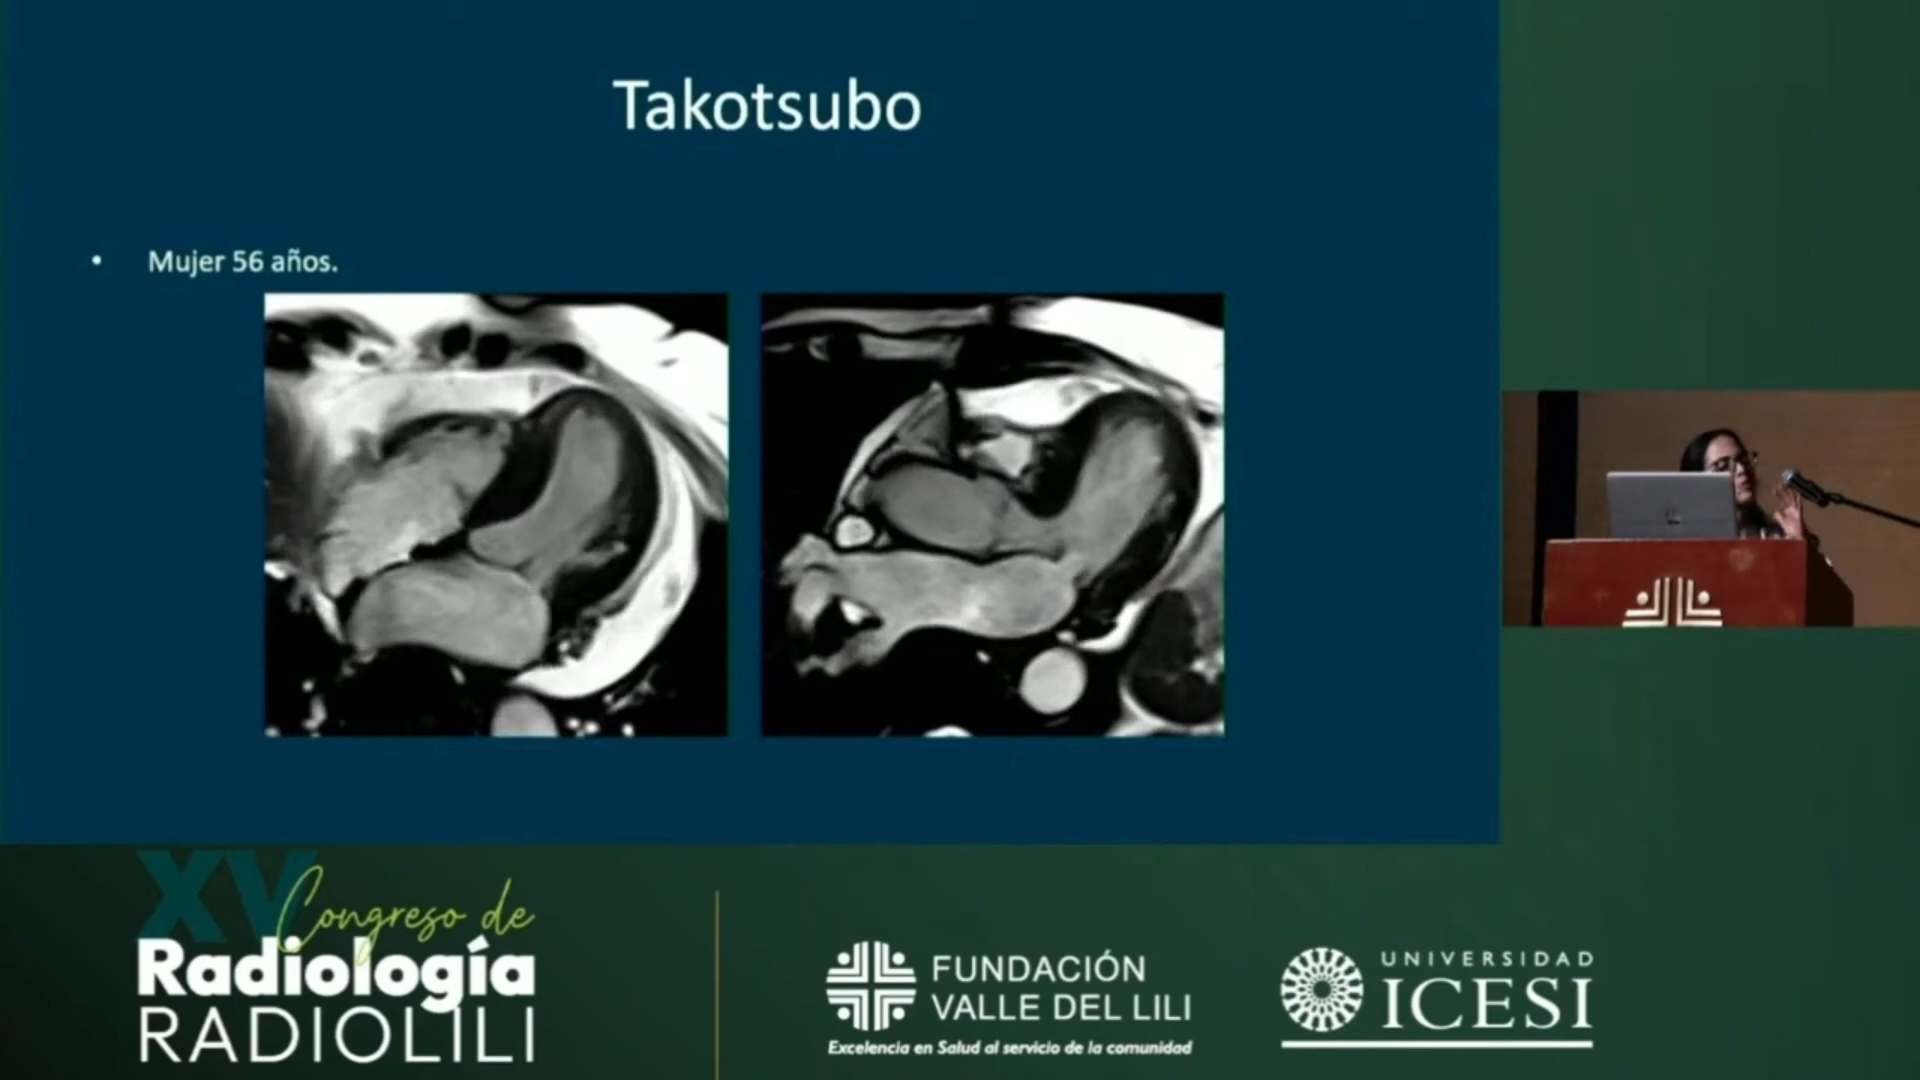 Takotsubo
• Mujer 56 años.
XV Congreso de
Radiología
RADIOLILI
FUNDACIÓN
VALLE DEL LILI
Excelencia en Salud al servicio de la comunidad
UNIVERSIDAD
ICESI